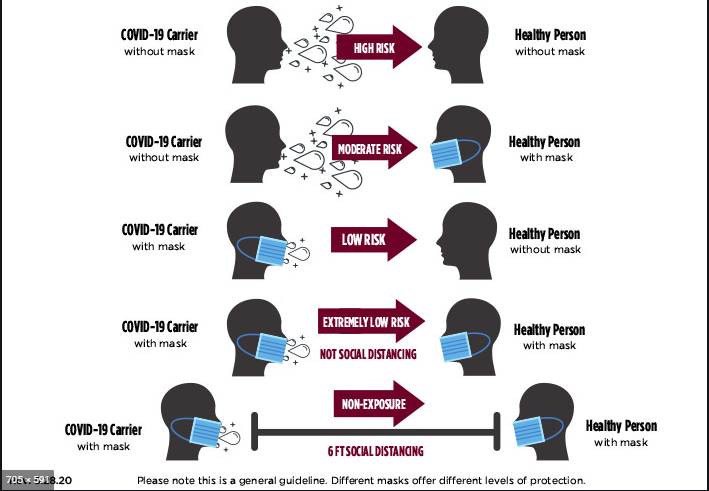 COVID-19 Carrier
without mask
HIGH RISK
Healthy Person
without mask
COVID-19 Carrier
without mask
MODERATE RISK
Healthy Person
with mask
COVID-19 Carrier
with mask
LOW RISK
Healthy Person
without mask
COVID-19 Carrier
with mask
EXTREMELY LOW RISK
NOT SOCIAL DISTANCING
Healthy Person
with mask
COVID-19 Carrier
with mask
NON-EXPOSURE
6 FT SOCIAL DISTANCING
Healthy Person
with mask
705 × 591
8.20
Please note this is a general guideline. Different masks offer different levels of protection.